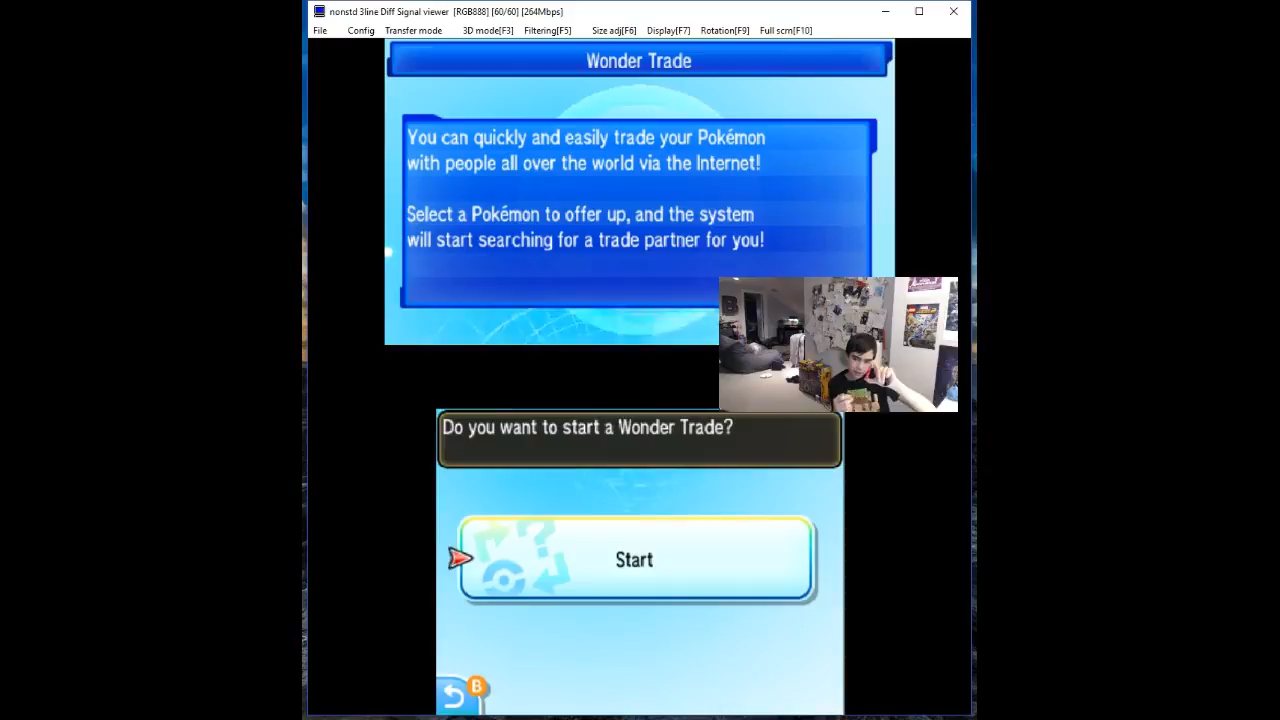 nonstd 3line Diff Signal viewer [RGB888] [60/60] [264Mbps]
File Config Transfer mode 3D mode[F3] Filtering[F5] Size adj[F6] Display[F7] Rotation[F9] Full scrn[F10]
Wonder Trade
You can quickly and easily trade your Pokémon
with people all over the world via the Internet!
Select a Pokémon to offer up, and the system
will start searching for a trade partner for you!
Do you want to start a Wonder Trade?
Start
B